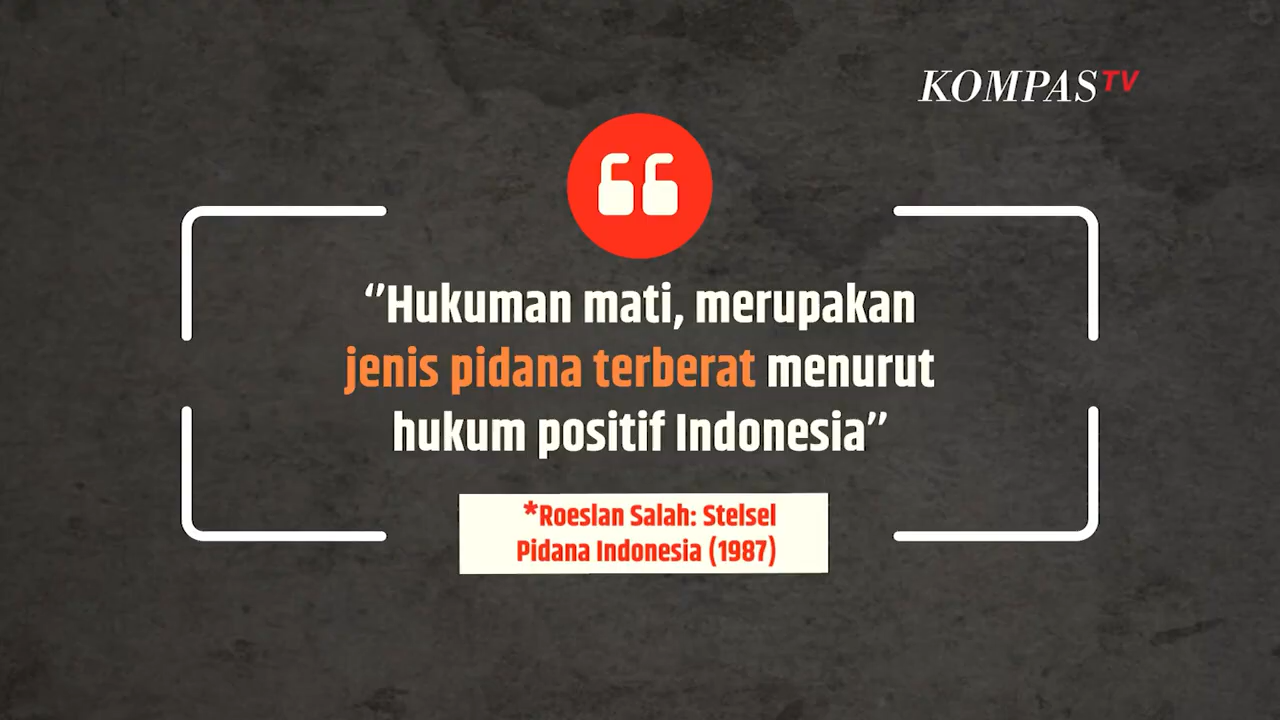 KOMPASTV
“Hukuman mati, merupakan
jenis pidana terberat menurut
hukum positif Indonesia”
*Roeslan Salah: Stelsel
Pidana Indonesia (1987)